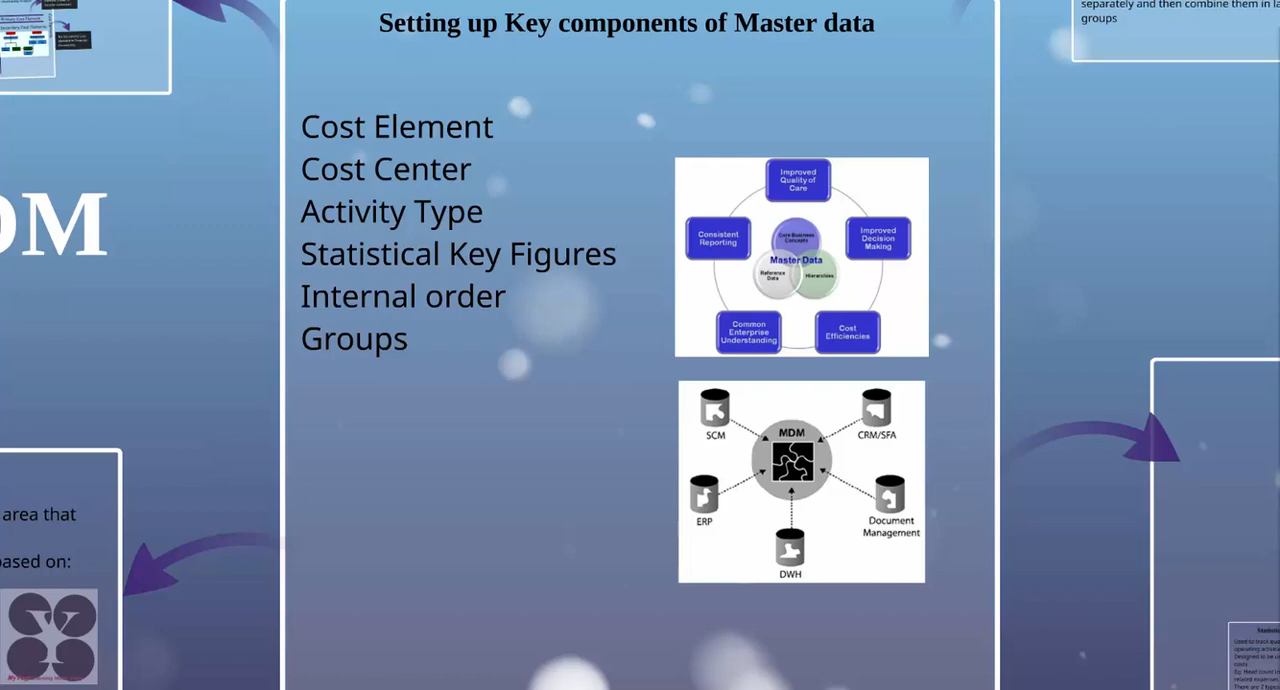 separately and then combine them in
groups
Setting up Key components of Master data
Cost Element
Cost Center
Activity Type
Statistical Key Figures
Internal order
Groups
Improved
Quality of
Care
Consistent
Reporting
Improved
Decision
Making
Core Business
Concepts
Master Data
Reference
Data
Hierarchies
Common
Enterprise
Understanding
Cost
Efficiencies
SCM
MDM
CRM/SFA
ERP
Document
Management
DWH
area that
based on: